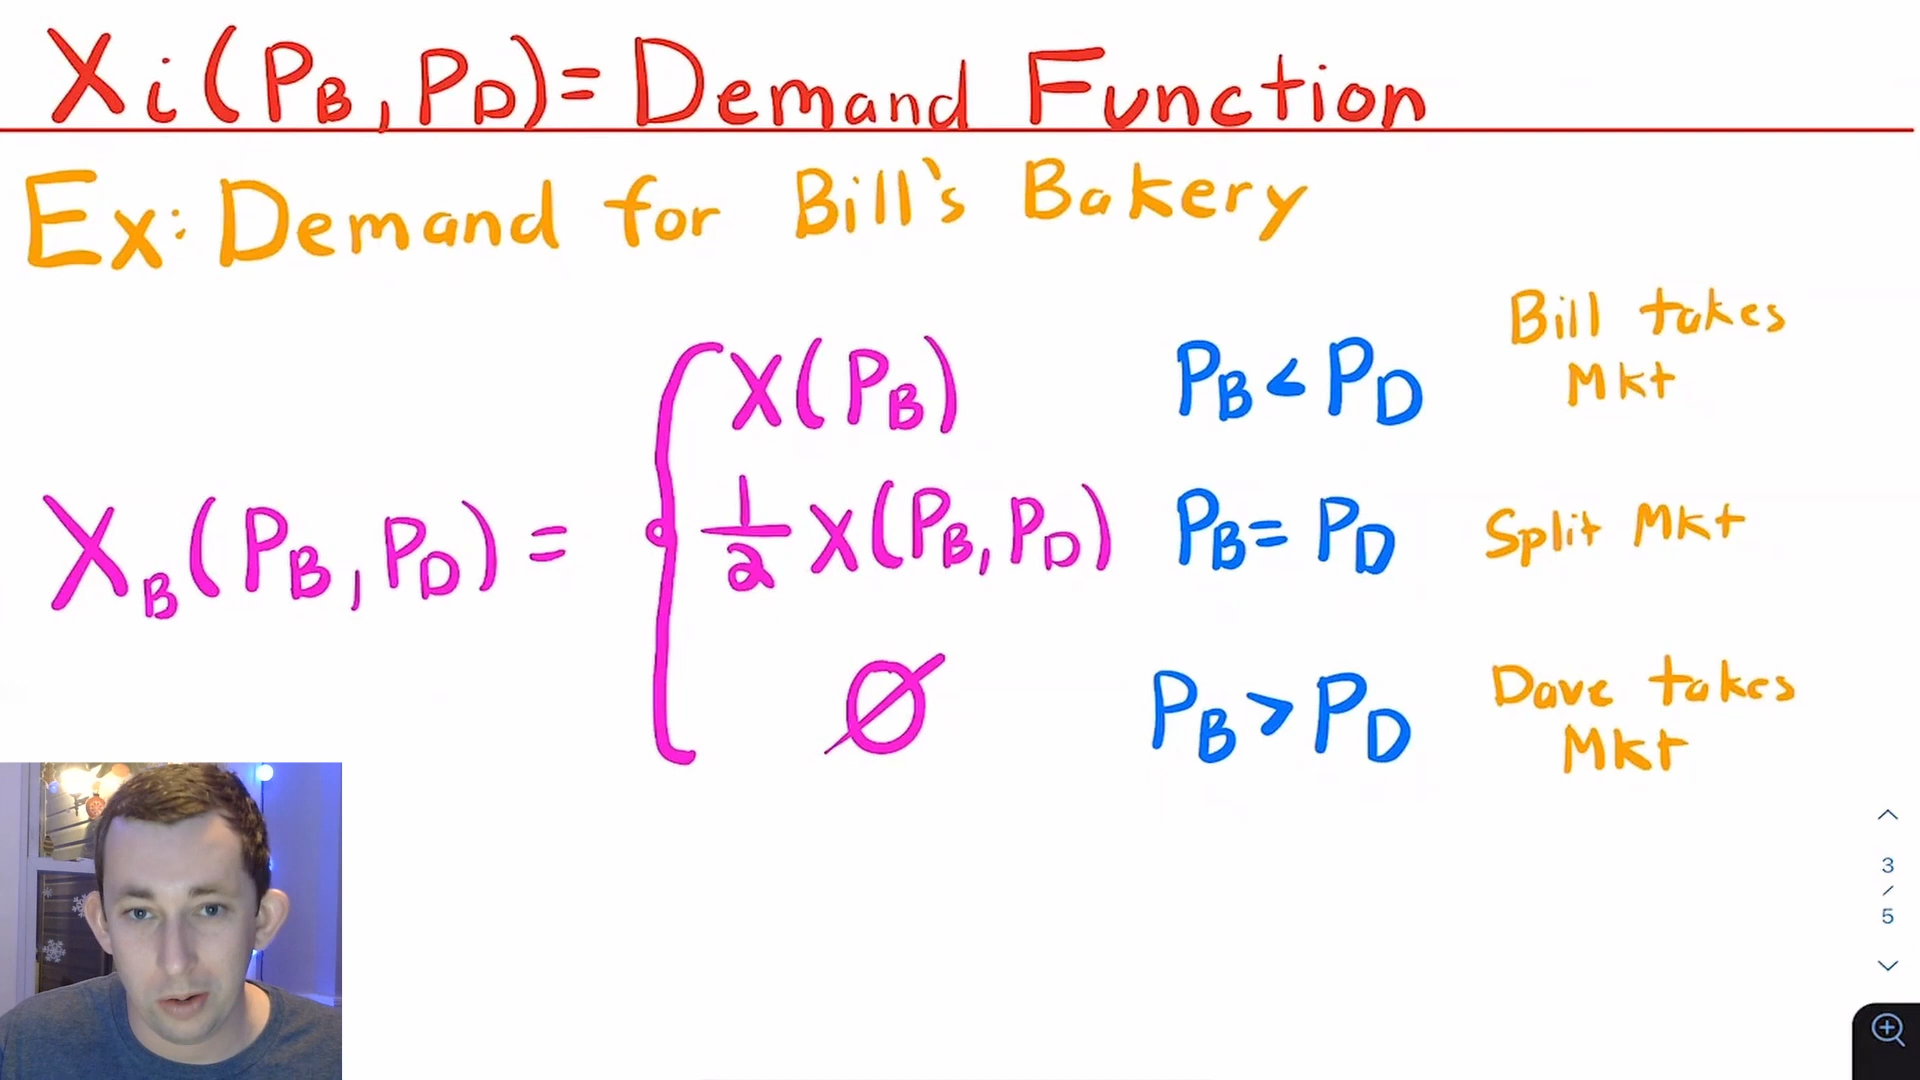 Xi(PB,PD)= Demand Function
Ex: Demand for Bill's Bakery
Bill takes
X(PB) PB<PD
Mkt
XB(PB,PD)= 1/2 X(PB,PD) PB=PD Split Mkt
Dave takes
Ø PB>PD
Mkt
3
/
5